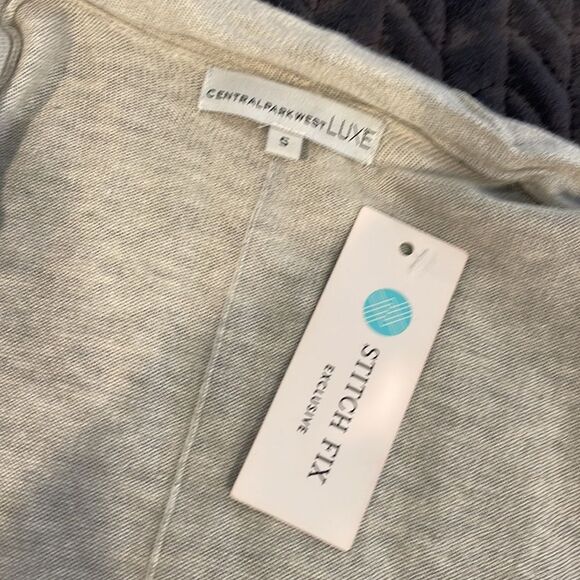 CENTRALPARKWEST LUXE
S
STITCH FIX
EXCLUSIVE